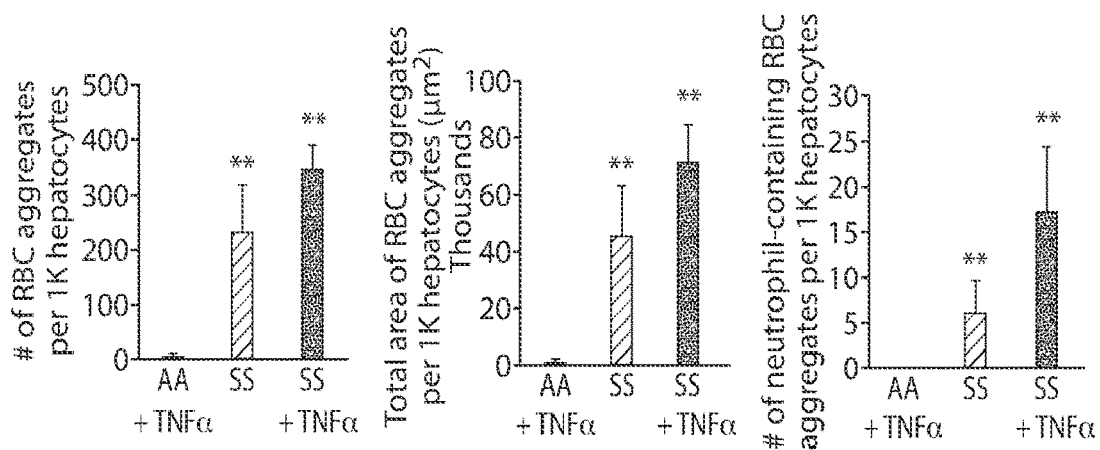 # of RBC aggregates
per 1K hepatocytes
500
400
300
200
100
0
**
**
AA
SS
SS
+ TNFα
+ TNFα
Total area of RBC aggregates
per 1K hepatocytes (µm²)
Thousands
100
80
60
40
20
0
**
**
AA
SS
SS
+ TNFα
+ TNFα
# of neutrophil-containing RBC
aggregates per 1K hepatocytes
30
25
20
15
10
5
0
**
**
AA
SS
SS
+ TNFα
+ TNFα